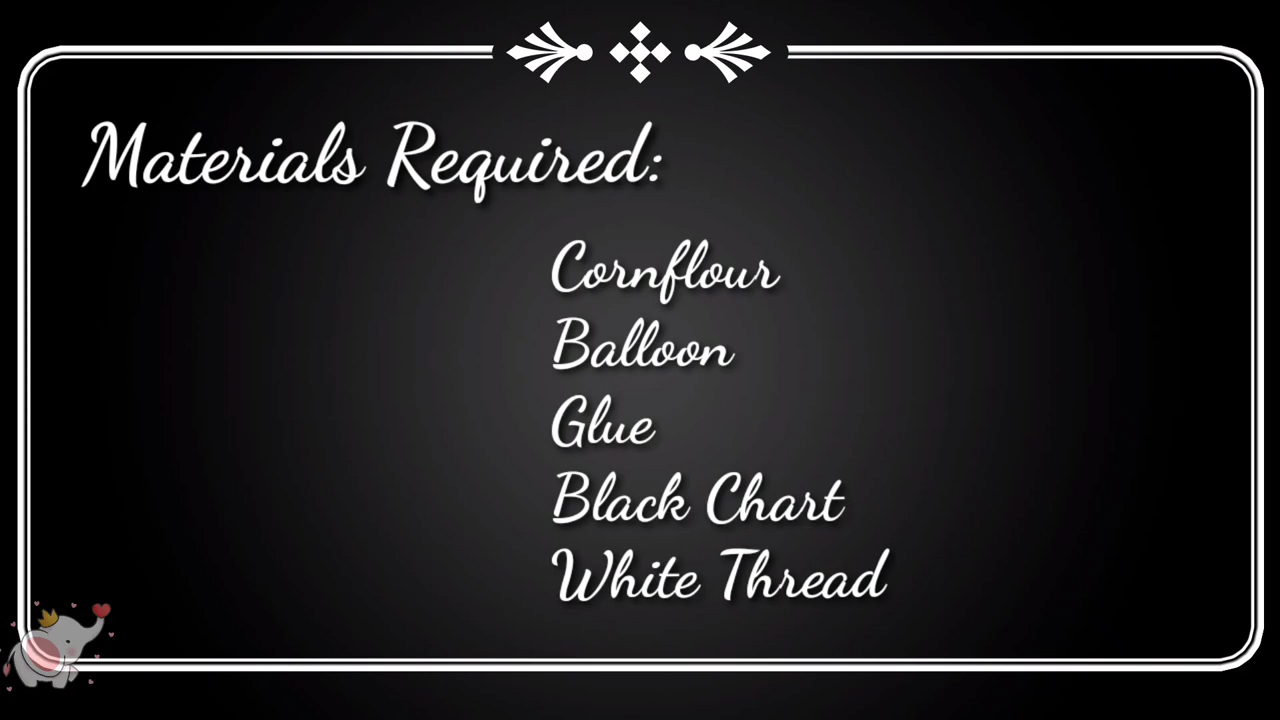 Materials Required:
Cornflour
Balloon
Glue
Black Chart
White Thread